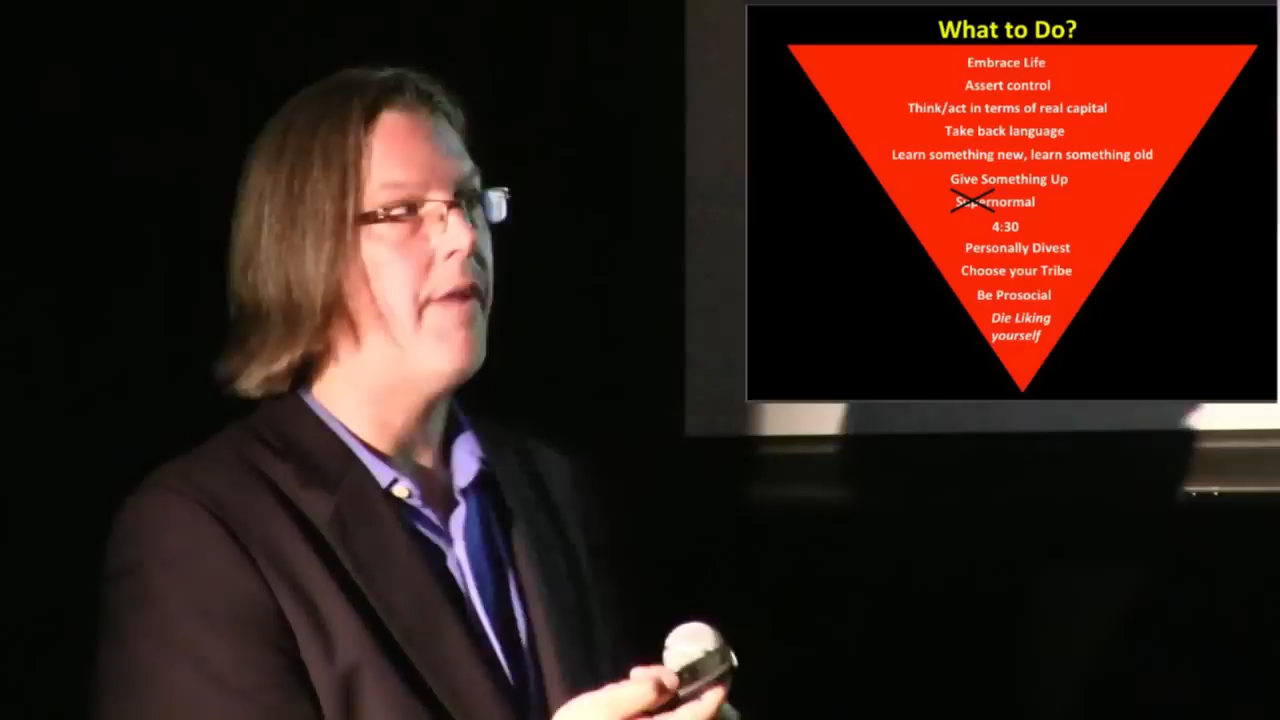 What to Do?
Embrace Life
Assert control
Think/act in terms of real capital
Take back language
Learn something new, learn something old
Give Something Up
Supernormal
4:30
Personally Divest
Choose your Tribe
Be Prosocial
Die Liking
yourself